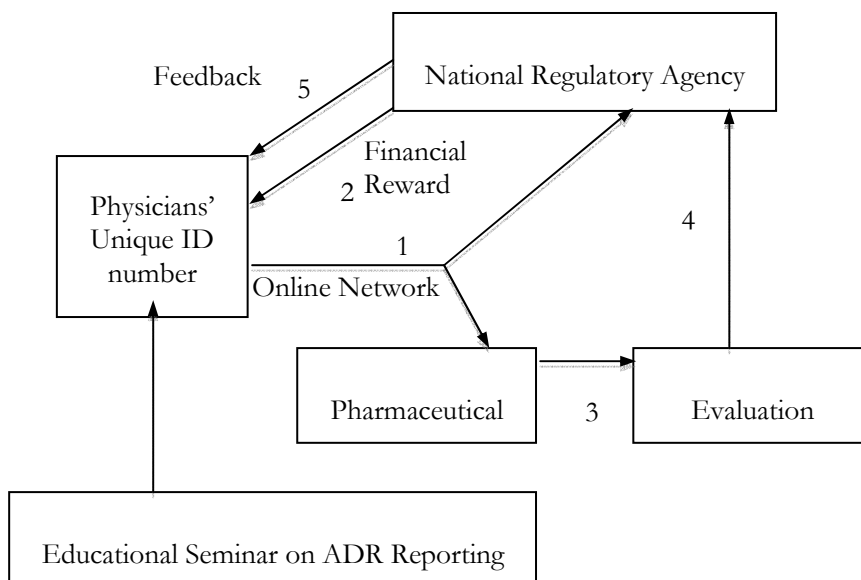 National Regulatory Agency
Feedback
5
Financial
Reward
2
Physicians’
Unique ID
number
1
Online Network
4
Pharmaceutical
3
Evaluation
Educational Seminar on ADR Reporting